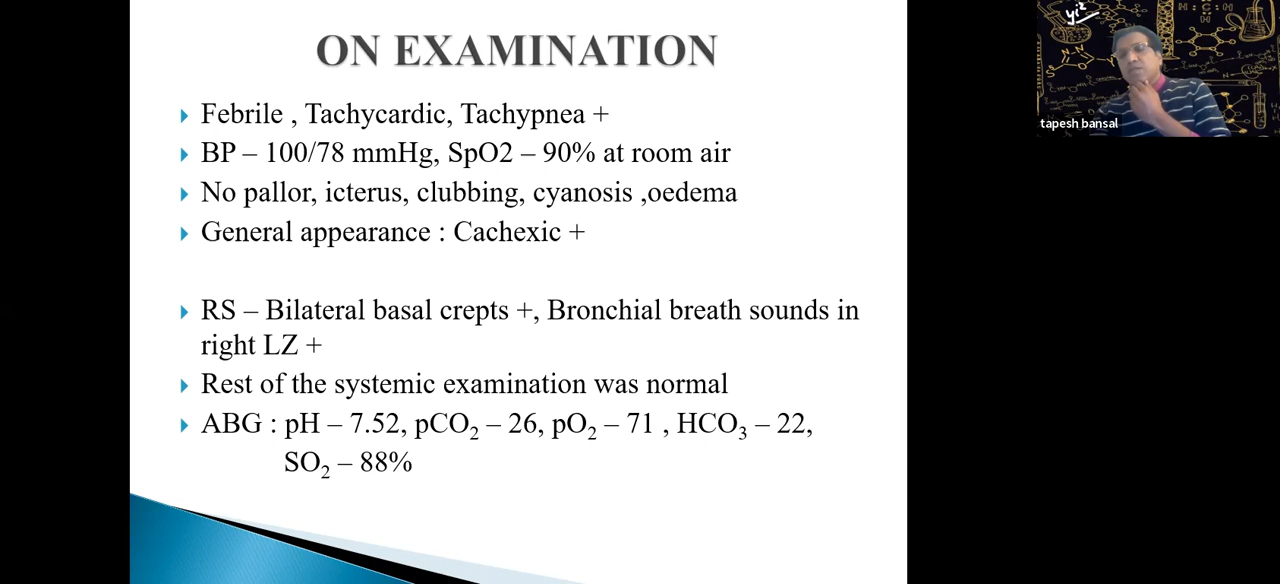 ON EXAMINATION
Febrile , Tachycardic, Tachypnea +
BP – 100/78 mmHg, SpO2 – 90% at room air
No pallor, icterus, clubbing, cyanosis ,oedema
General appearance : Cachexic +
RS – Bilateral basal crepts +, Bronchial breath sounds in
right LZ +
Rest of the systemic examination was normal
ABG : pH – 7.52, pCO₂ – 26, pO₂ – 71 , HCO₃ – 22,
SO₂ – 88%
tapesh bansal